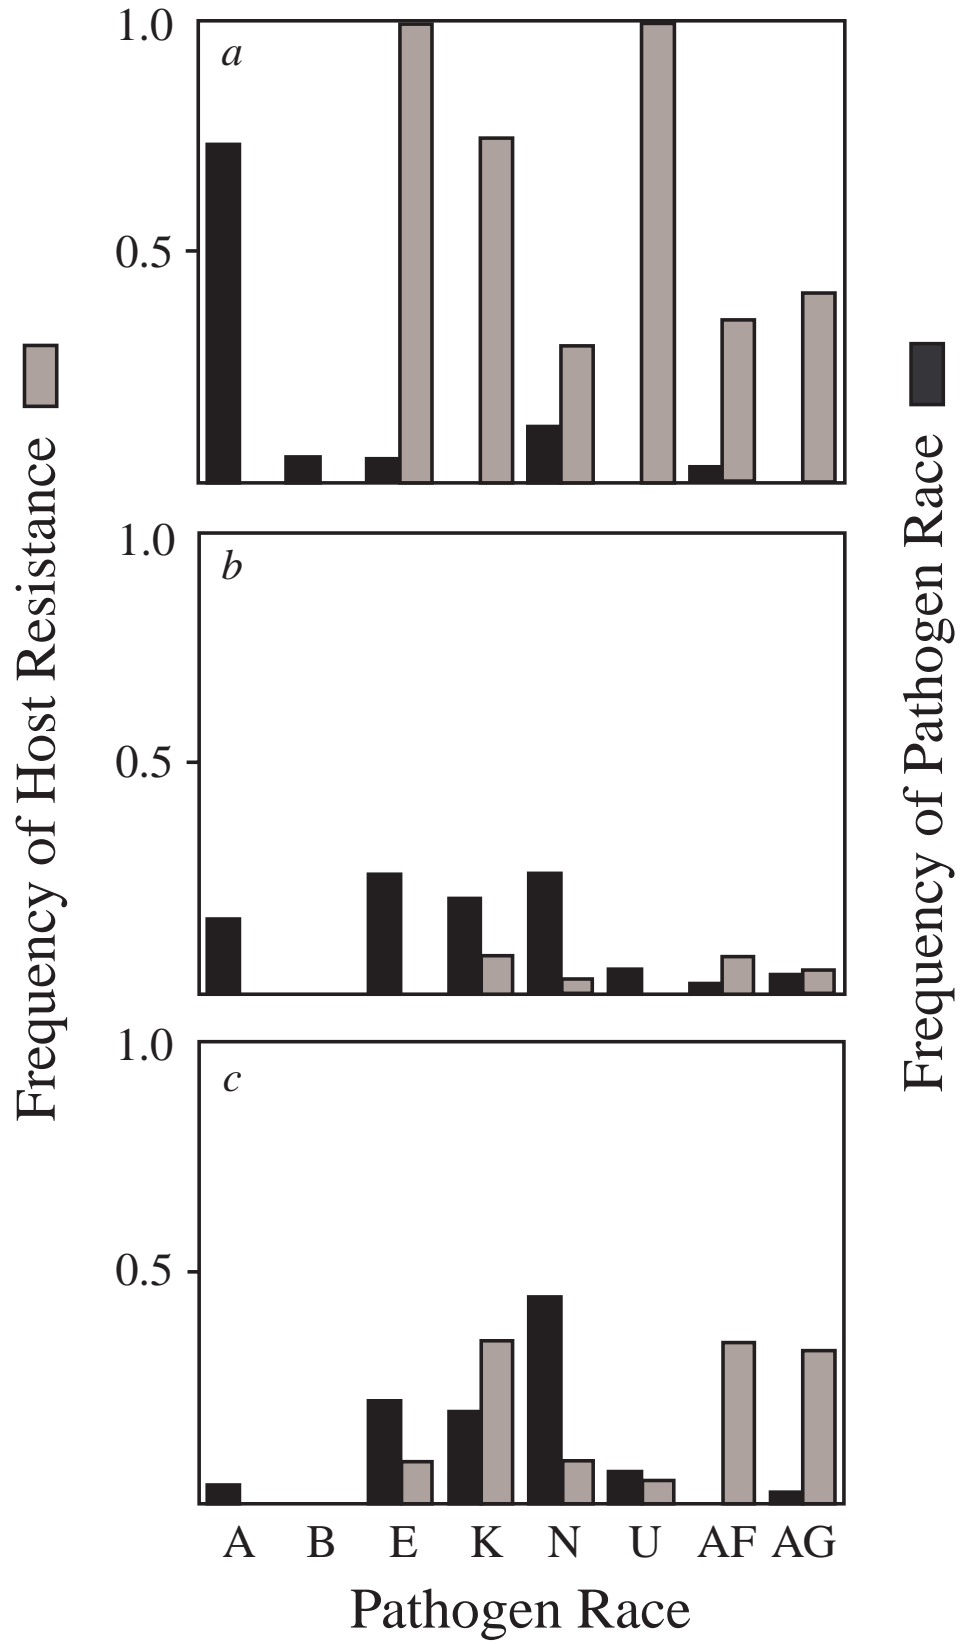 Frequency of Host Resistance
1.0
a
0.5
1.0
b
0.5
1.0
c
0.5
A B E K N U AF AG
Pathogen Race
Frequency of Pathogen Race